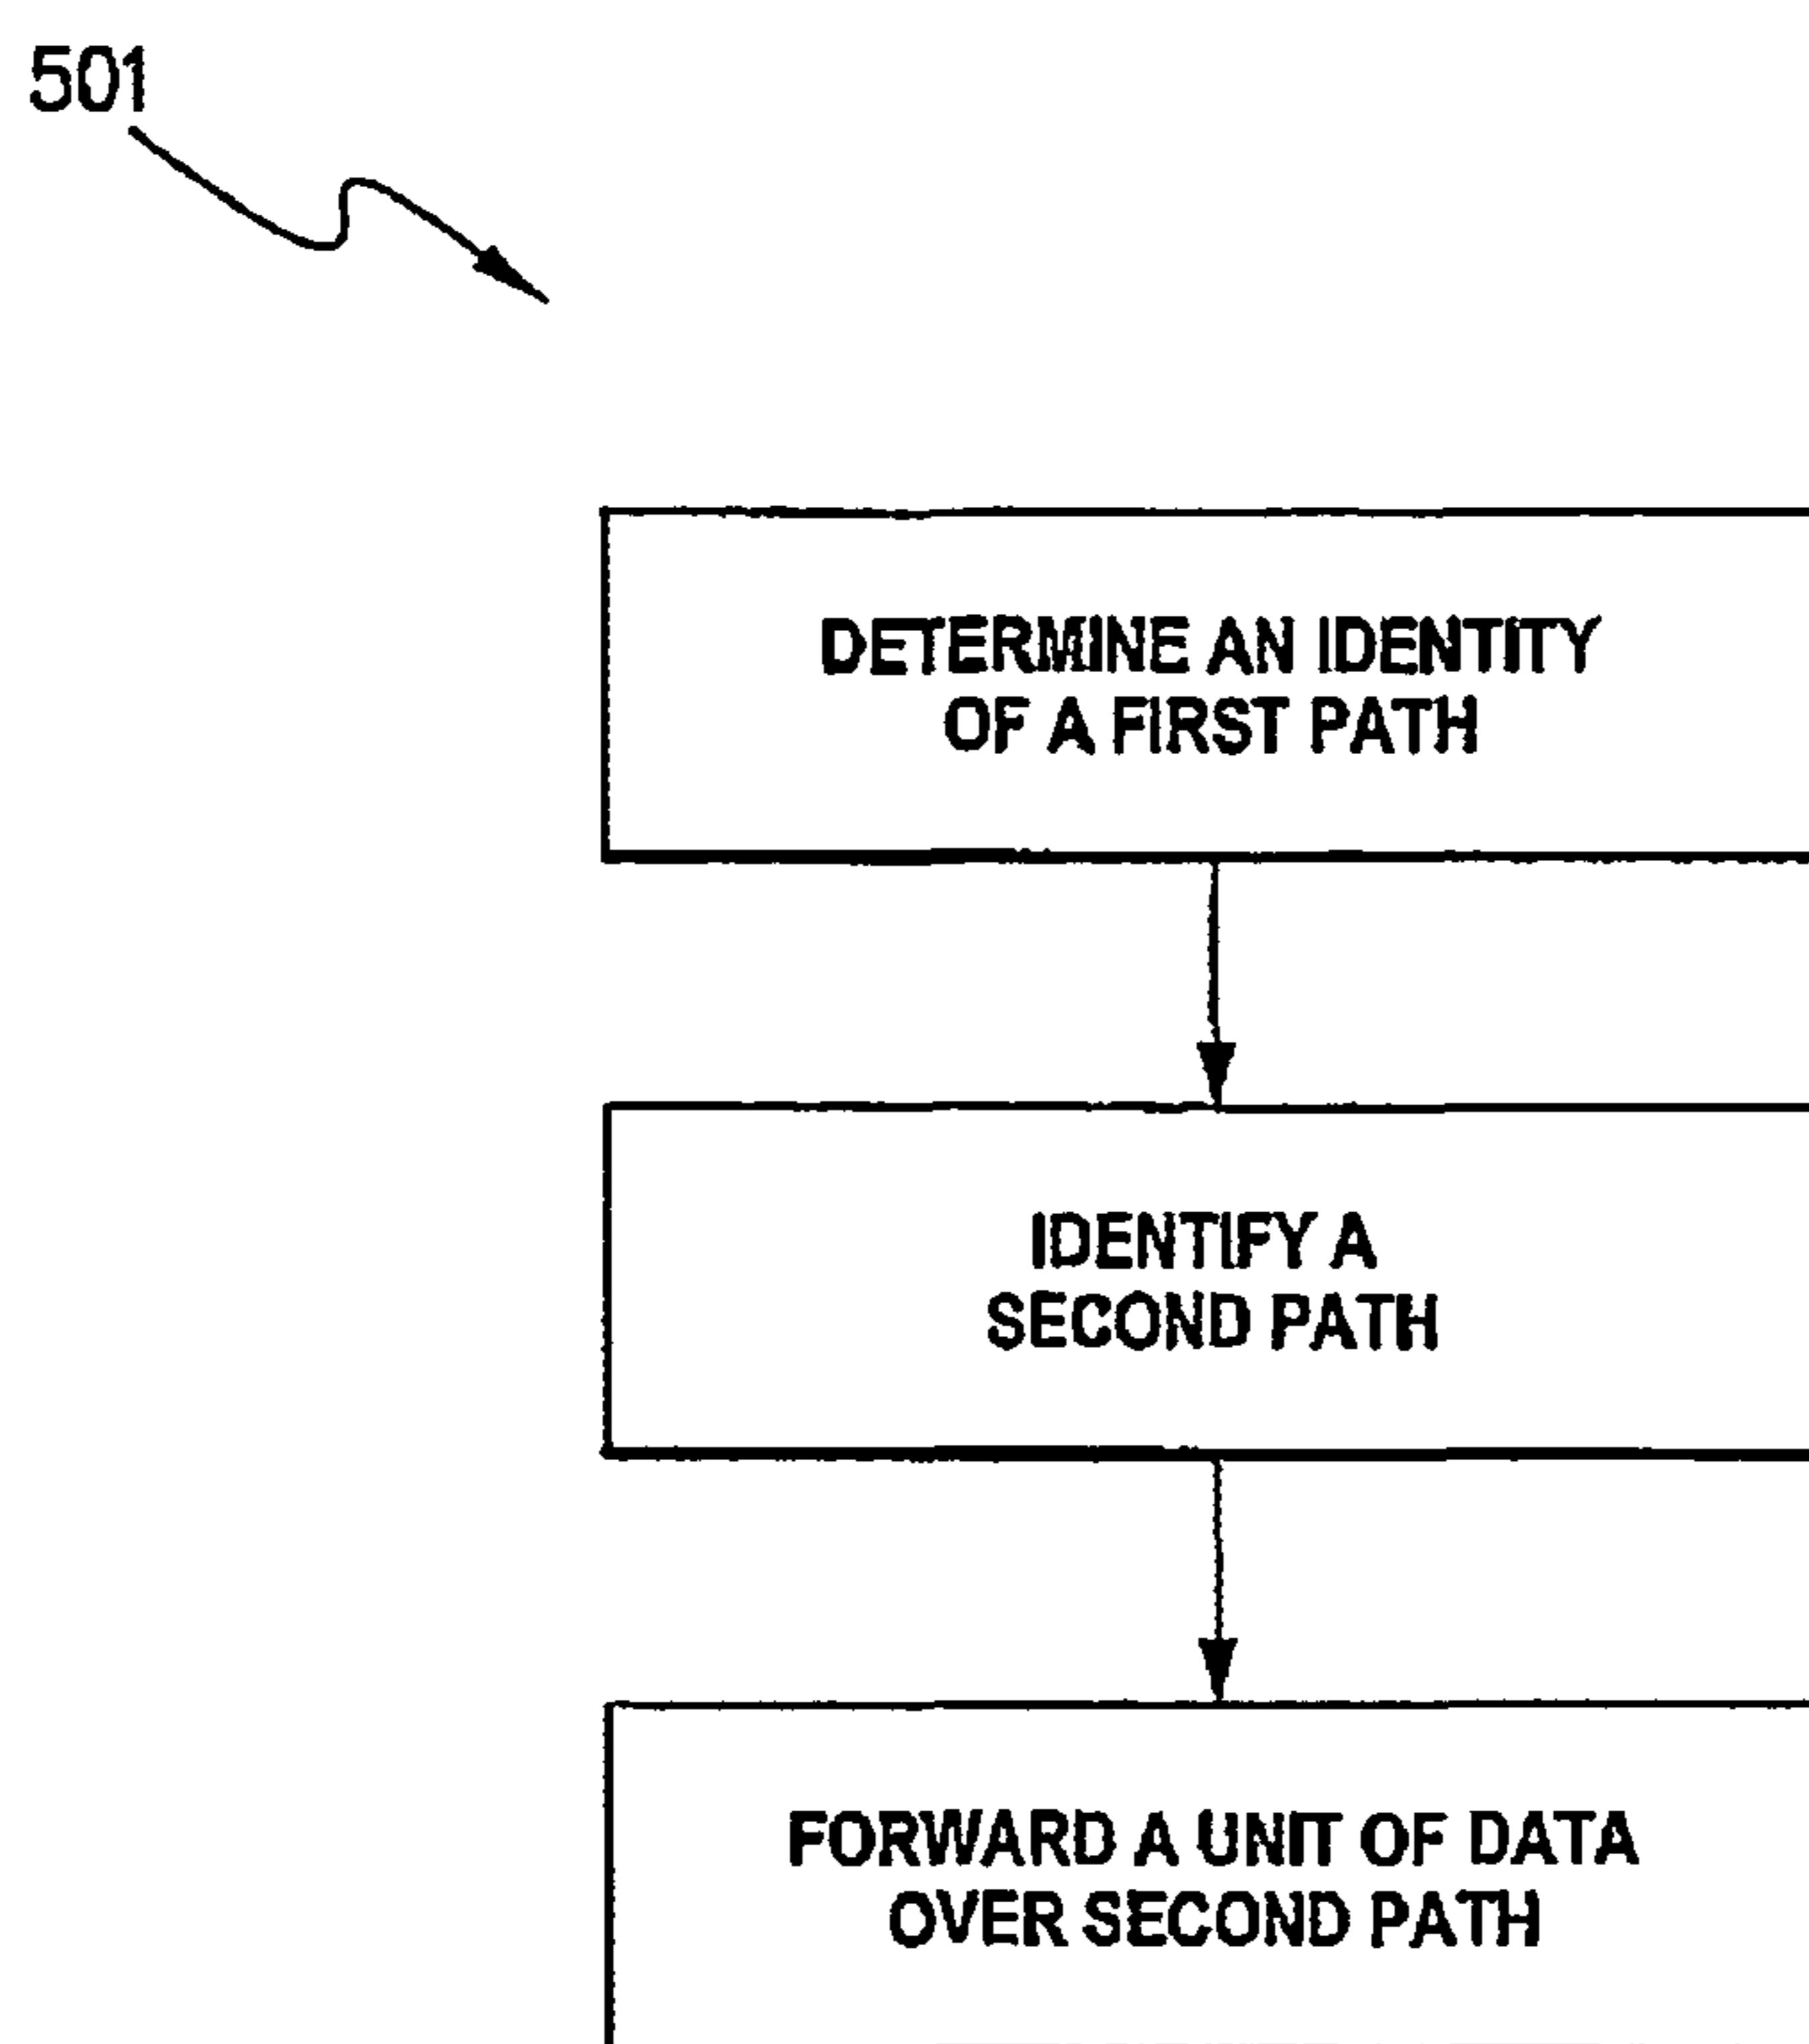 501
DETERMINE AN IDENTITY
OF A FIRST PATH
IDENTIFY A
SECOND PATH
FORWARD A UNIT OF DATA
OVER SECOND PATH